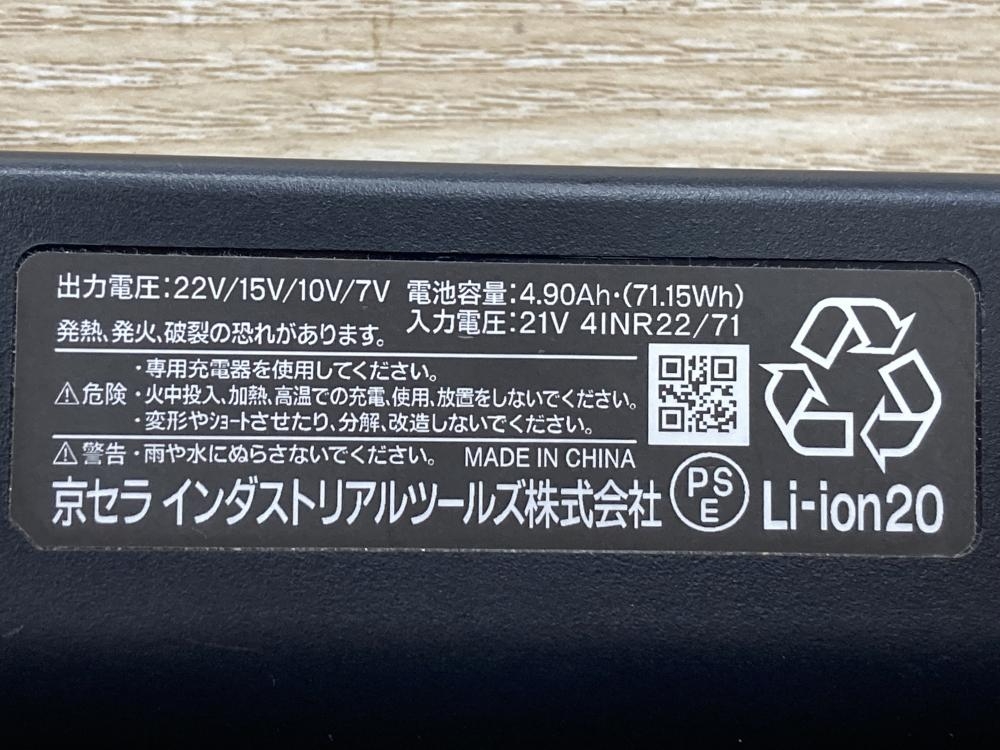 出力電圧:22V/15V/10V/7V 電池容量:4.90Ah・(71.15Wh)
発熱、発火、破裂の恐れがあります。 入力電圧:21V 4INR22/71
・専用充電器を使用してください。
⚠危険 ・火中投入、加熱、高温での充電、使用、放置をしないでください。
・変形やショートさせたり、分解、改造しないでください。
⚠警告 ・雨や水にぬらさないでください。 MADE IN CHINA
京セラ インダストリアルツールズ株式会社 PSE Li-ion20